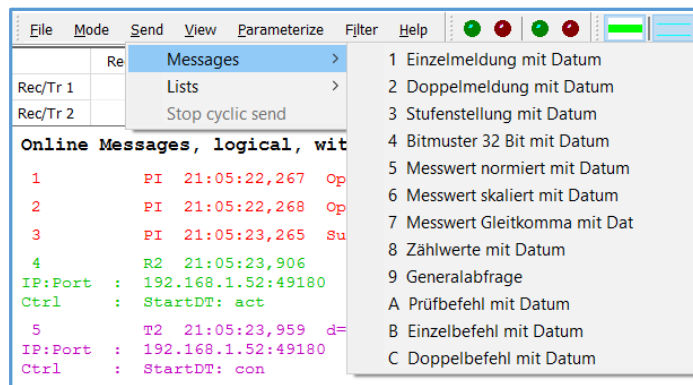 File Mode Send View Parameterize Filter Help
Messages >
Lists >
Stop cyclic send
1 Einzelmeldung mit Datum
2 Doppelmeldung mit Datum
3 Stufenstellung mit Datum
4 Bitmuster 32 Bit mit Datum
5 Messwert normiert mit Datum
6 Messwert skaliert mit Datum
7 Messwert Gleitkomma mit Dat
8 Zählwerte mit Datum
9 Generalabfrage
A Prüfbefehl mit Datum
B Einzelbefehl mit Datum
C Doppelbefehl mit Datum
Re
Rec/Tr 1
Rec/Tr 2
Online Messages, logical, wit
1 PI 21:05:22,267 Op
2 PI 21:05:22,268 Op
3 PI 21:05:23,265 Su
4 R2 21:05:23,906
IP:Port : 192.168.1.52:49180
Ctrl : StartDT: act
5 T2 21:05:23,959 d=
IP:Port : 192.168.1.52:49180
Ctrl : StartDT: con